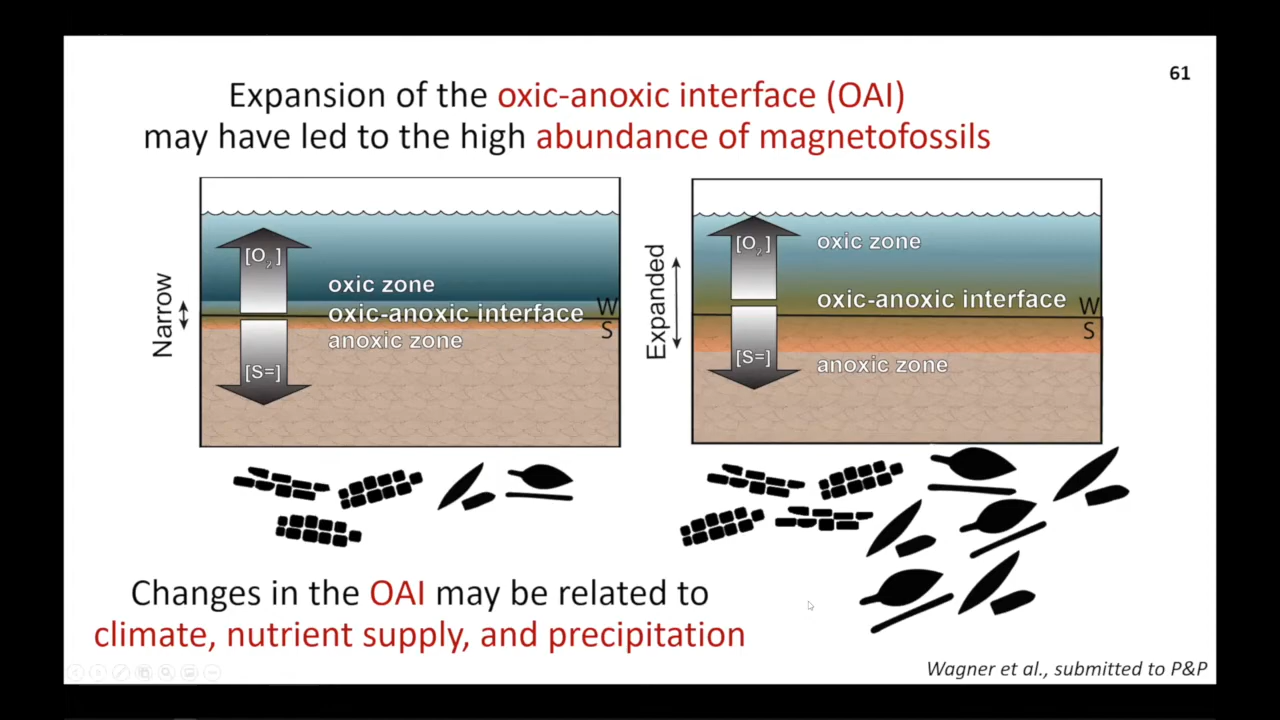 61
Expansion of the oxic-anoxic interface (OAI)
may have led to the high abundance of magnetofossils
Narrow
[O2]
oxic zone
oxic-anoxic interface
anoxic zone
[S=]
W
S
Expanded
[O2]
oxic zone
oxic-anoxic interface
anoxic zone
[S=]
W
S
Changes in the OAI may be related to
climate, nutrient supply, and precipitation
Wagner et al., submitted to P&P